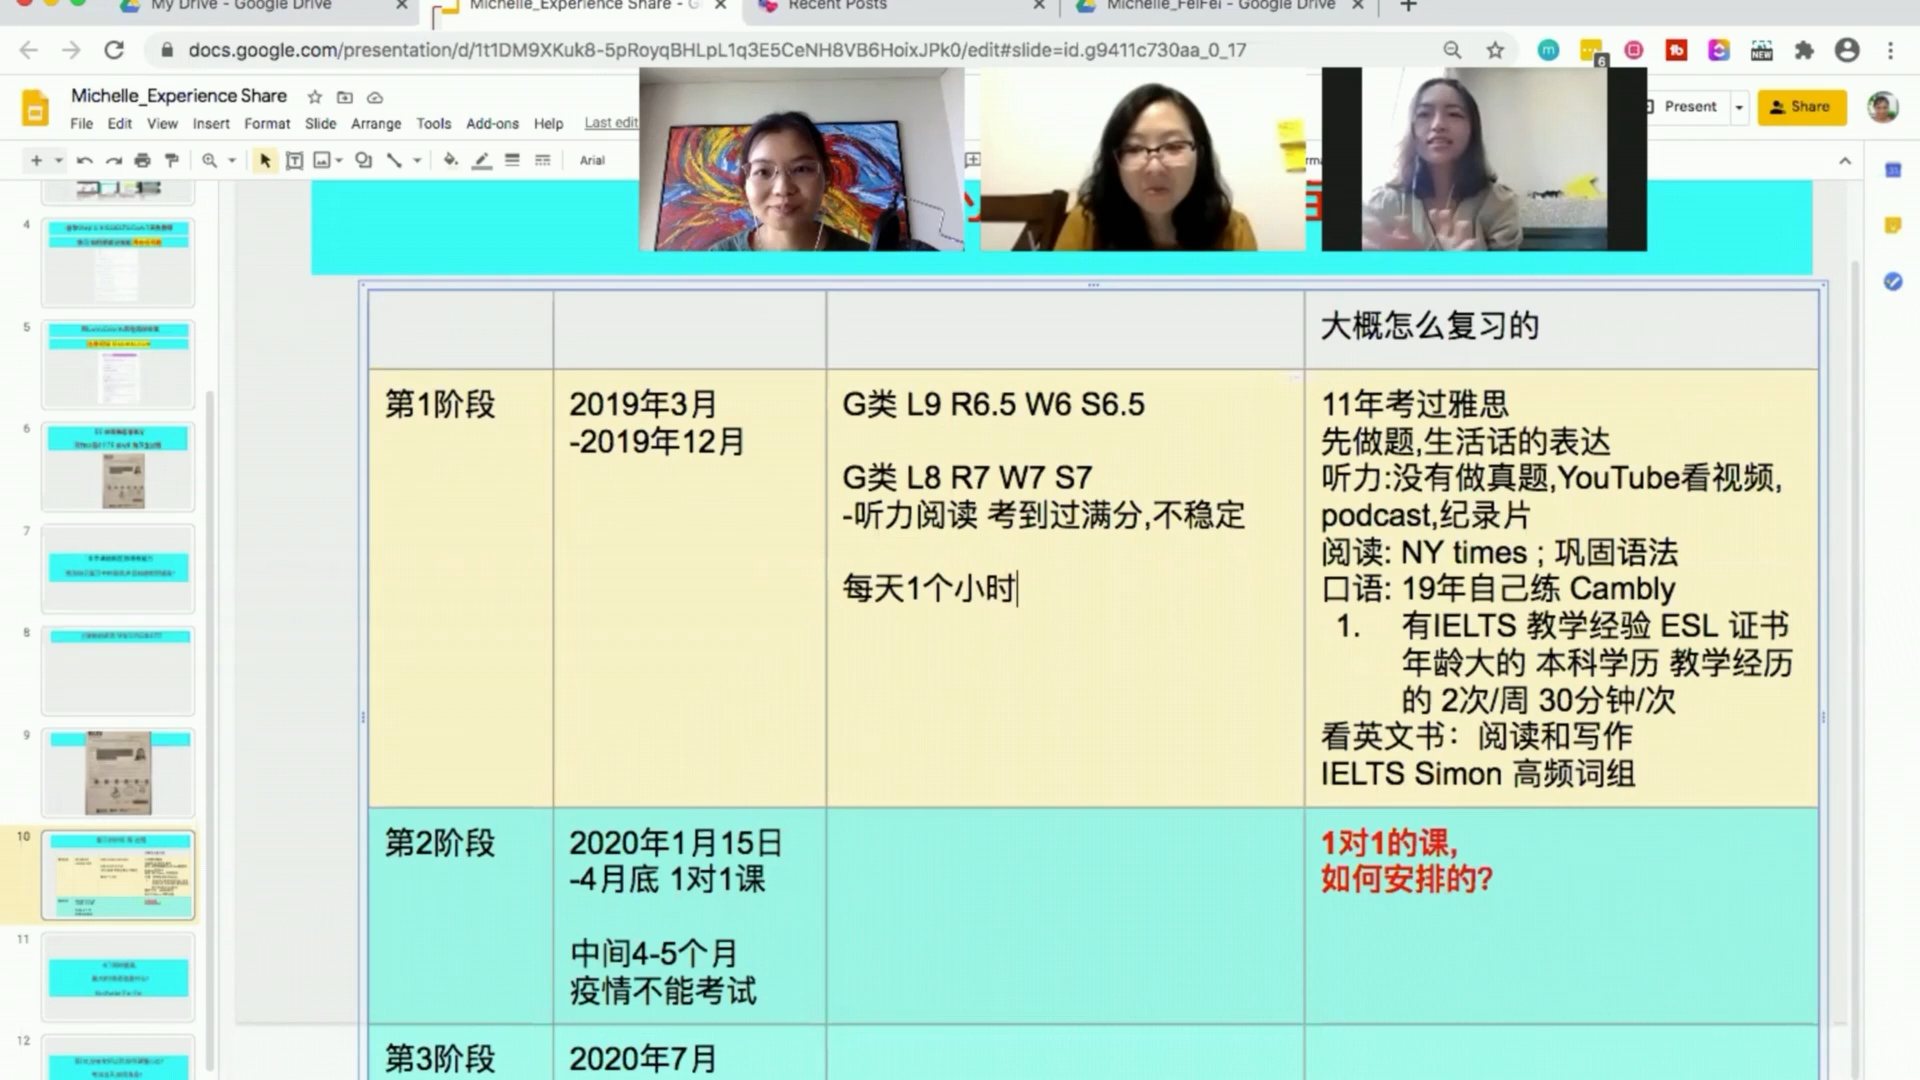 My Drive - Google Drive
Michelle_Experience Share - G
Recent Posts
Michelle_FeiFei - Google Drive
docs.google.com/presentation/d/1t1DM9XKuk8-5pRoyqBHLpL1q3E5CeNH8VB6HoixJPk0/edit#slide=id.g9411c730aa_0_17
6
NEW
Michelle_Experience Share
File Edit View Insert Format Slide Arrange Tools Add-ons Help Last edit
Present
Share
Arial
4
5
6
7
8
9
10
11
12
大概怎么复习的
第1阶段
2019年3月
-2019年12月
G类 L9 R6.5 W6 S6.5
G类 L8 R7 W7 S7
-听力阅读 考到过满分,不稳定
每天1个小时
11年考过雅思
先做题,生活话的表达
听力:没有做真题,YouTube看视频,
podcast,纪录片
阅读: NY times ; 巩固语法
口语: 19年自己练 Cambly
1. 有IELTS 教学经验 ESL 证书
年龄大的 本科学历 教学经历
的 2次/周 30分钟/次
看英文书：阅读和写作
IELTS Simon 高频词组
第2阶段
2020年1月15日
-4月底 1对1课
中间4-5个月
疫情不能考试
1对1的课,
如何安排的?
第3阶段
2020年7月